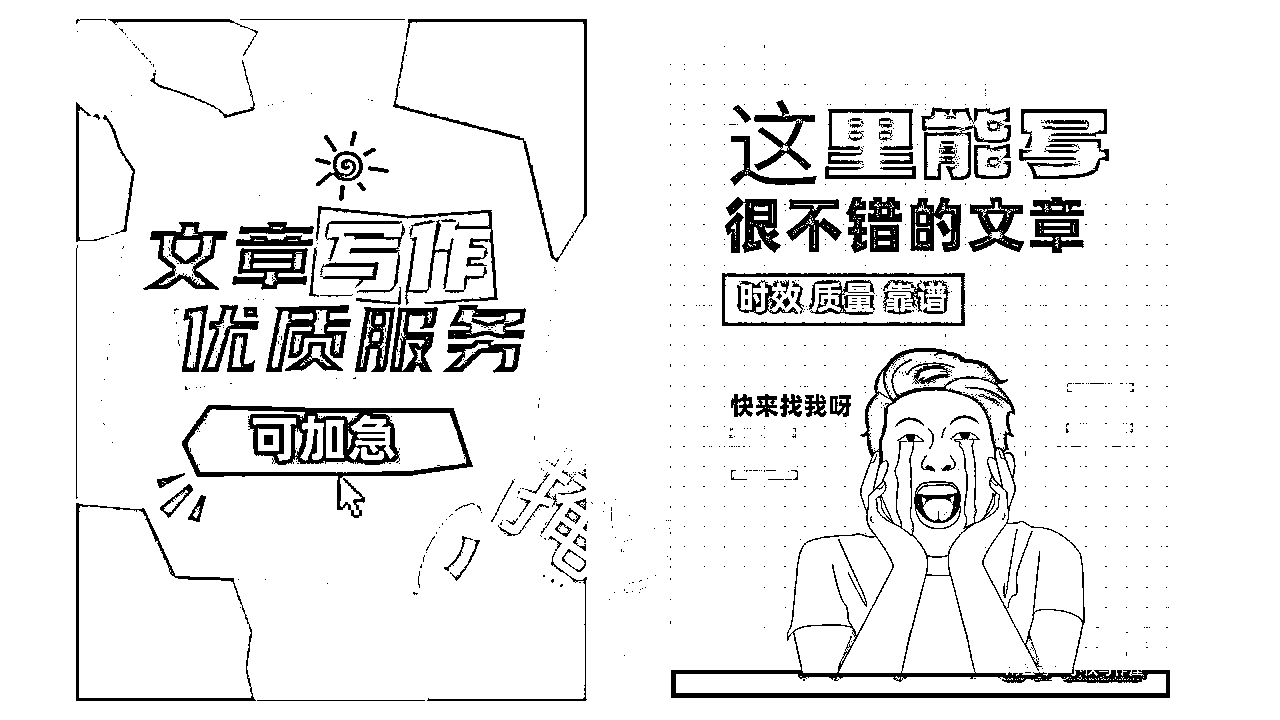 文章写作
优质服务
可加急
这里能写
很不错的文章
时效 质量 靠谱
快来找我呀